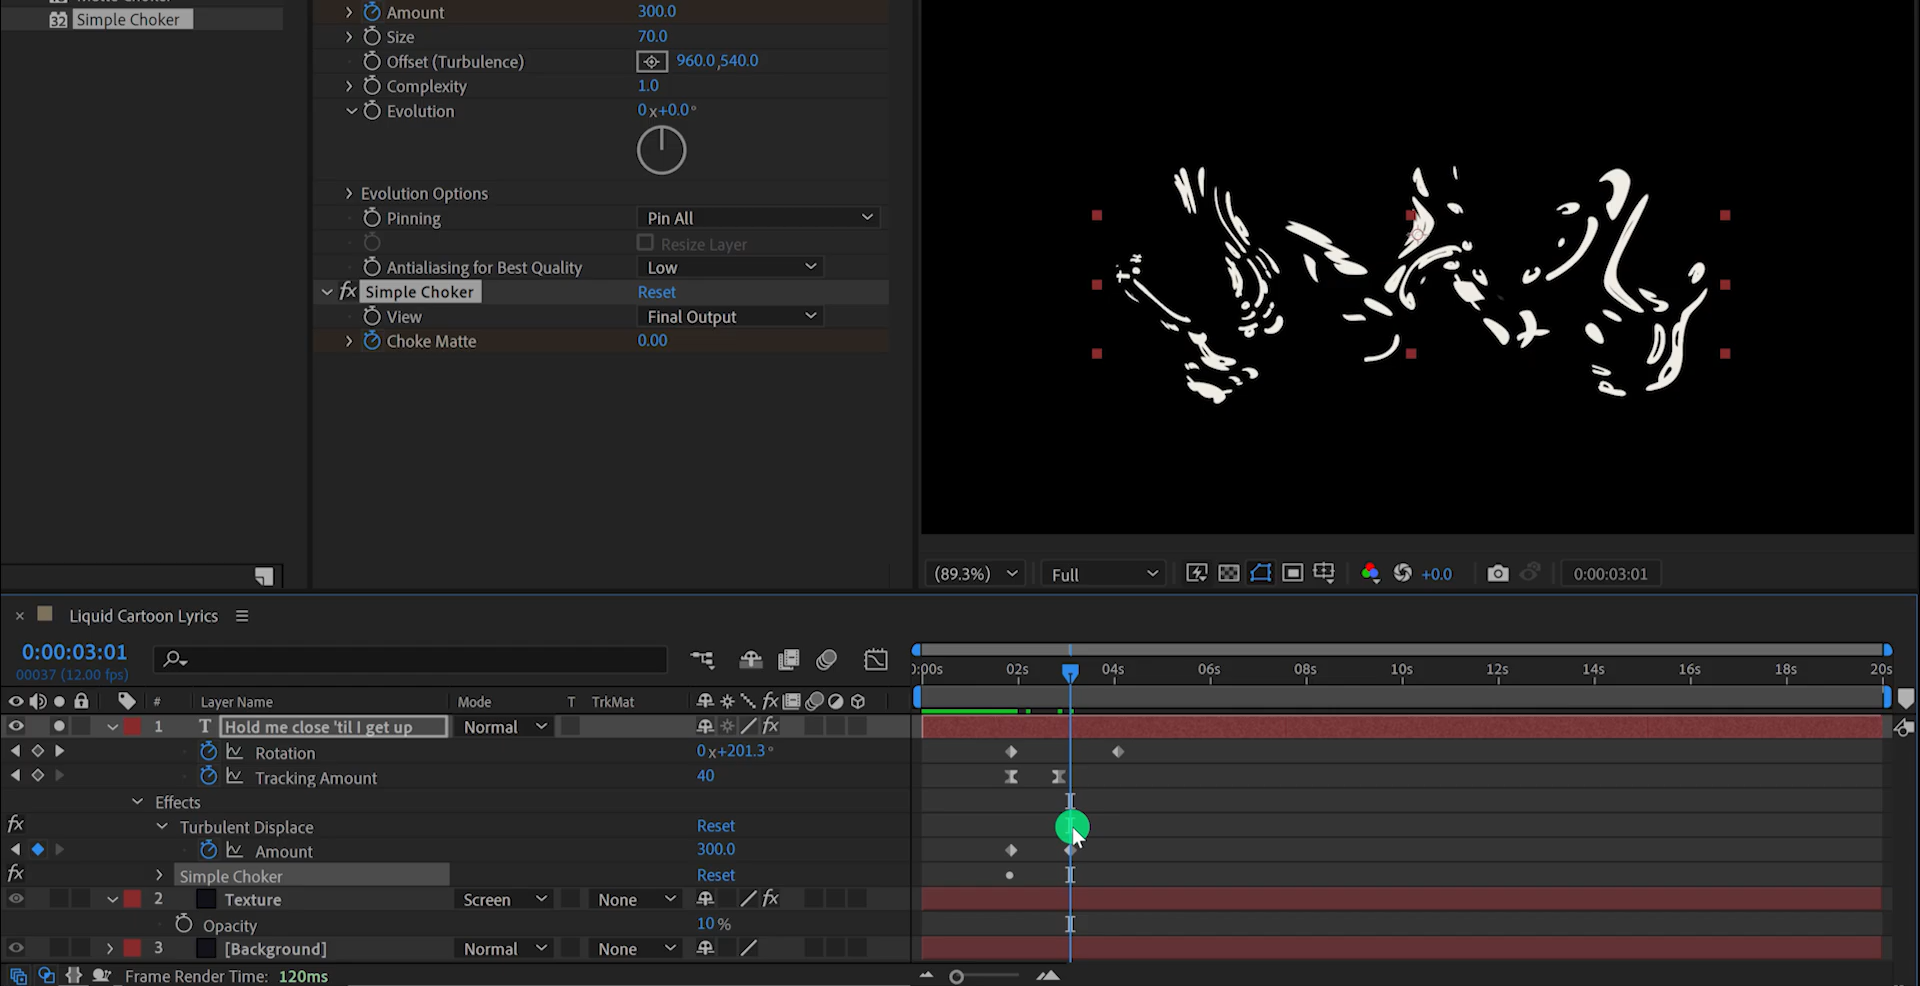 Simple Choker
Amount 300.0
Size 70.0
Offset (Turbulence) 960.0,540.0
Complexity 1.0
Evolution 0x+0.0°
Evolution Options
Pinning Pin All
Resize Layer
Antialiasing for Best Quality Low
fx Simple Choker Reset
View Final Output
Choke Matte 0.00
(89.3%) Full +0.0 0:00:03:01
Liquid Cartoon Lyrics
0:00:03:01
00037 (12.00 fps)
02s 04s 06s 08s 10s 12s 14s 16s 18s 20s
# Layer Name Mode T TrkMat fx
1 T Hold me close 'til I get up Normal fx
Rotation 0x+201.3°
Tracking Amount 40
Effects
fx Turbulent Displace Reset
Amount 300.0
fx Simple Choker Reset
2 Texture Screen None fx
Opacity 10%
3 [Background] Normal None
Frame Render Time: 120ms